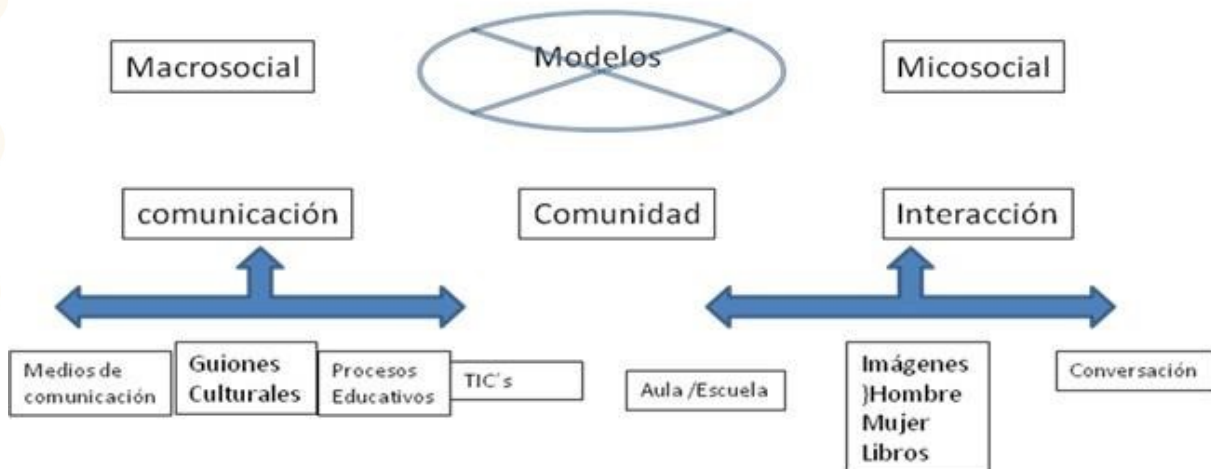 Macrosocial
Modelos
Micosocial
comunicación
Comunidad
Interacción
Medios de
comunicación
Guiones
Culturales
Procesos
Educativos
TIC´s
Aula /Escuela
Imágenes
}Hombre
Mujer
Libros
Conversación